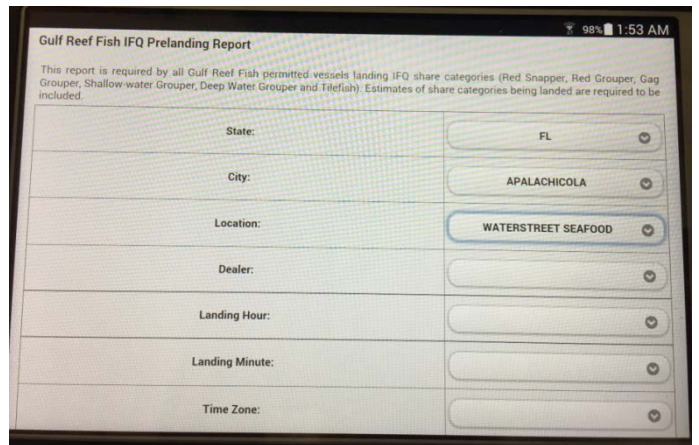 98% 1:53 AM
Gulf Reef Fish IFQ Prelanding Report
This report is required by all Gulf Reef Fish permitted vessels landing IFQ share categories (Red Snapper, Red Grouper, Gag
Grouper, Shallow-water Grouper, Deep Water Grouper and Tilefish). Estimates of share categories being landed are required to be
included.
State: FL
City: APALACHICOLA
Location: WATERSTREET SEAFOOD
Dealer:
Landing Hour:
Landing Minute:
Time Zone: